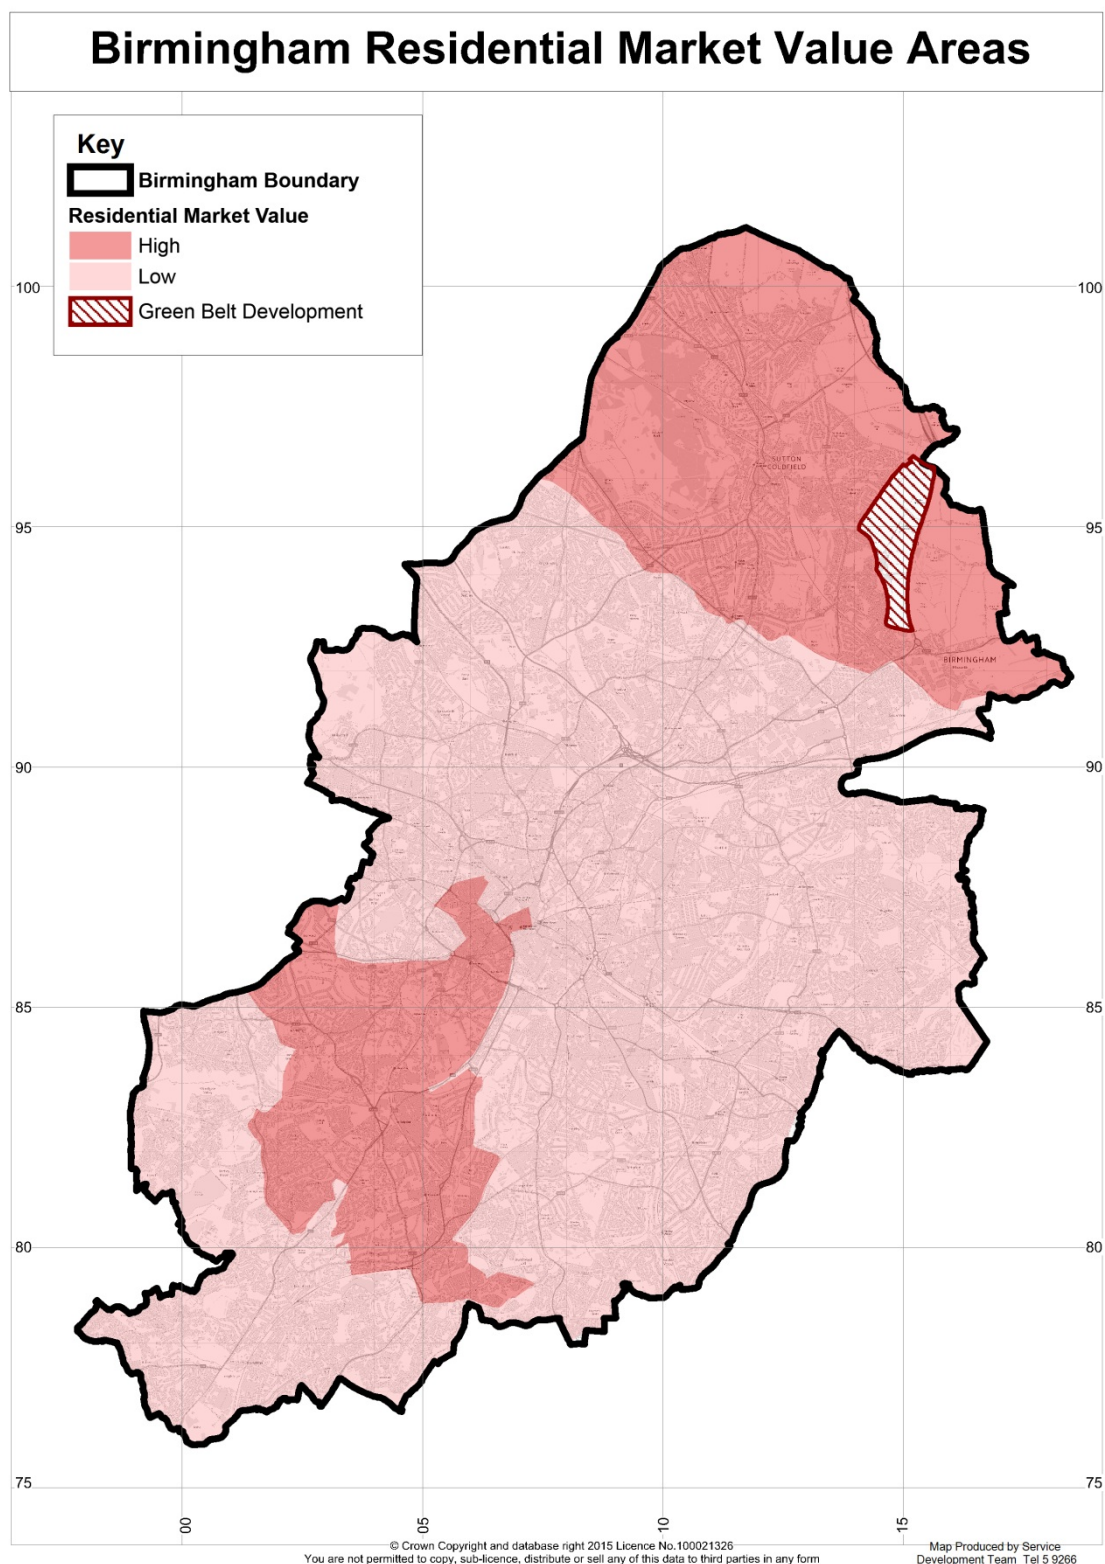 Birmingham Residential Market Value Areas
Key
Birmingham Boundary
Residential Market Value
High
Low
Green Belt Development
100
100
SUTTON
COLDFIELD
95
95
BIRMINGHAM
90
90
85
85
80
80
75
75
00
05
10
15
© Crown Copyright and database right 2015 Licence No.100021326
You are not permitted to copy, sub-licence, distribute or sell any of this data to third parties in any form
Map Produced by Service
Development Team Tel 5 9266